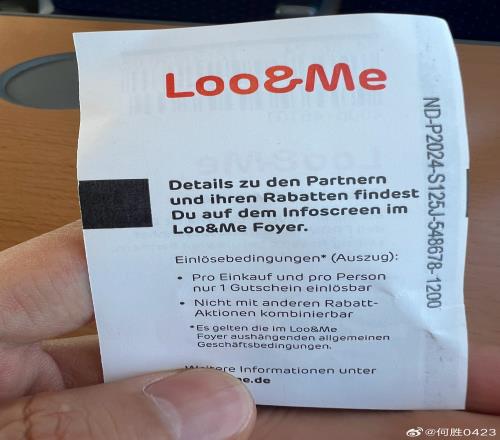 Loo&Me
ND-P2024-S125J-548678-1200
Details zu den Partnern
und ihren Rabatten findest
Du auf dem Infoscreen im
Loo&Me Foyer.
Einlösebedingungen* (Auszug):
• Pro Einkauf und pro Person
nur 1 Gutschein einlösbar
• Nicht mit anderen Rabatt-
Aktionen kombinierbar
*Es gelten die im Loo&Me
Foyer aushängenden allgemeinen
Geschäftsbedingungen.
Weitere Informationen unter
me.de
@何胜0423